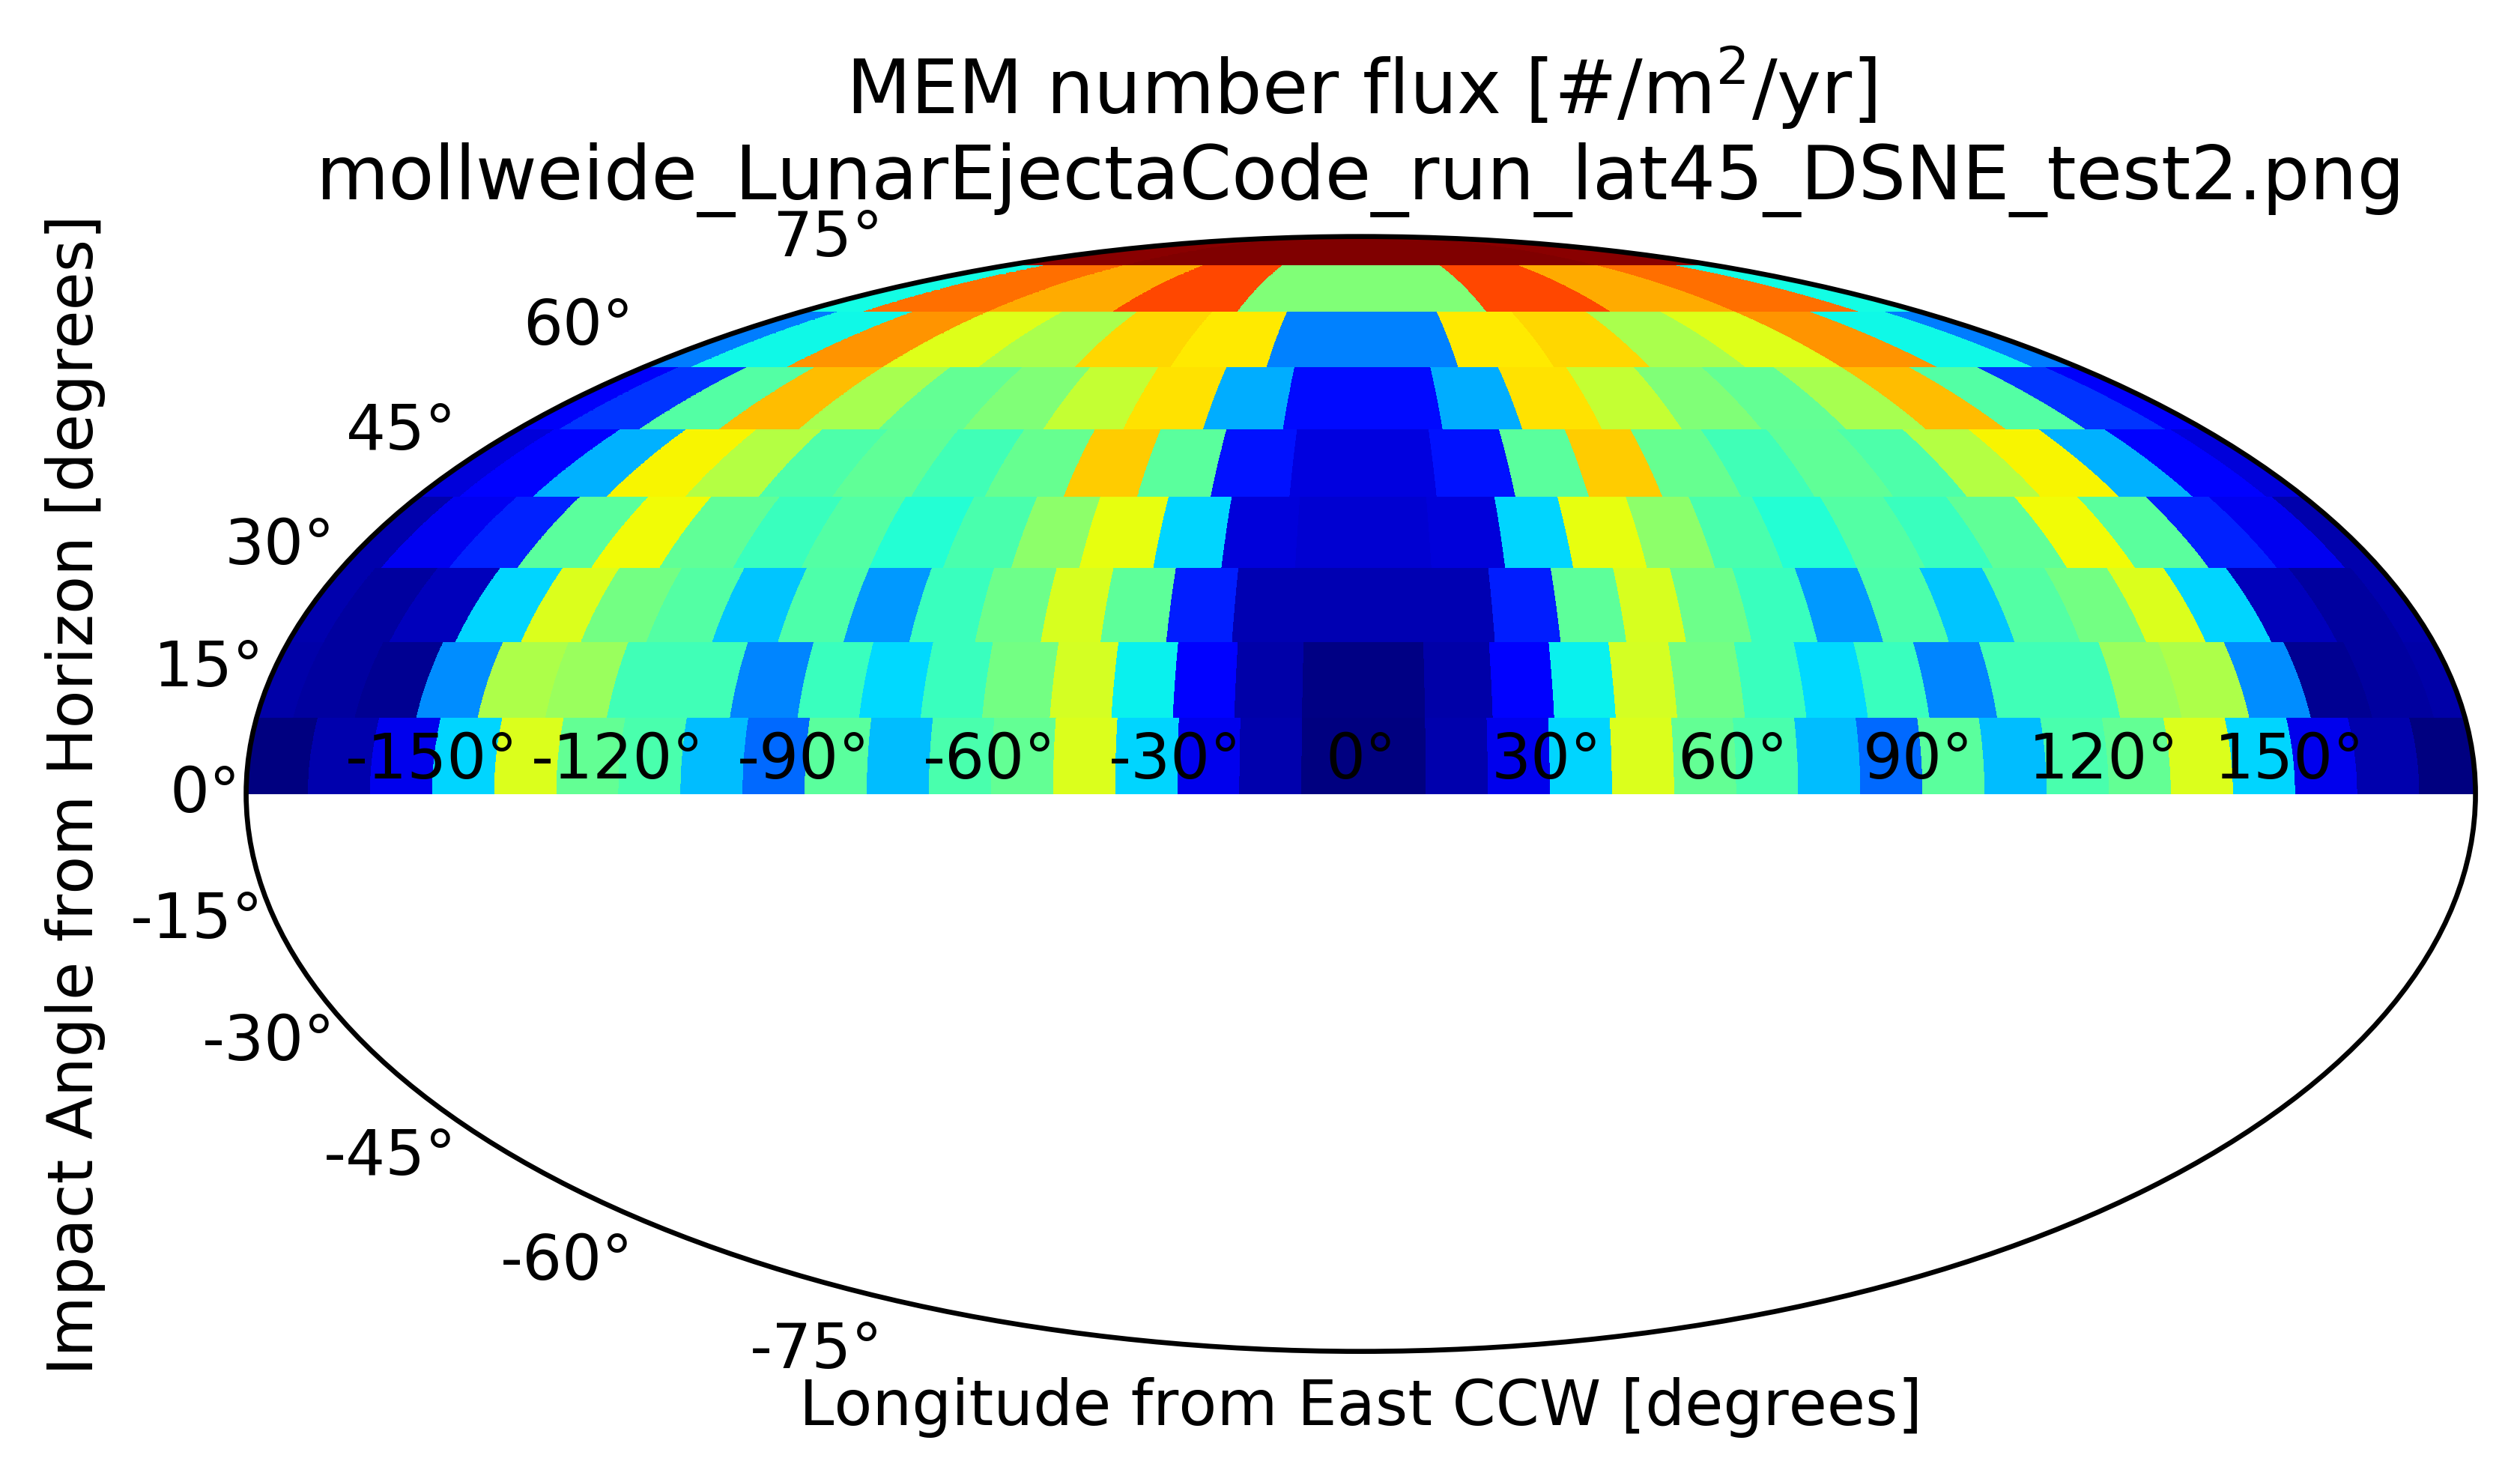 MEM number flux [#/m²/yr]
mollweide_LunarEjectaCode_run_lat45_DSNE_test2.png
Impact Angle from Horizon [degrees]
75°
60°
45°
30°
15°
0°
-15°
-30°
-45°
-60°
-75°
-150° -120° -90° -60° -30° 0° 30° 60° 90° 120° 150°
Longitude from East CCW [degrees]